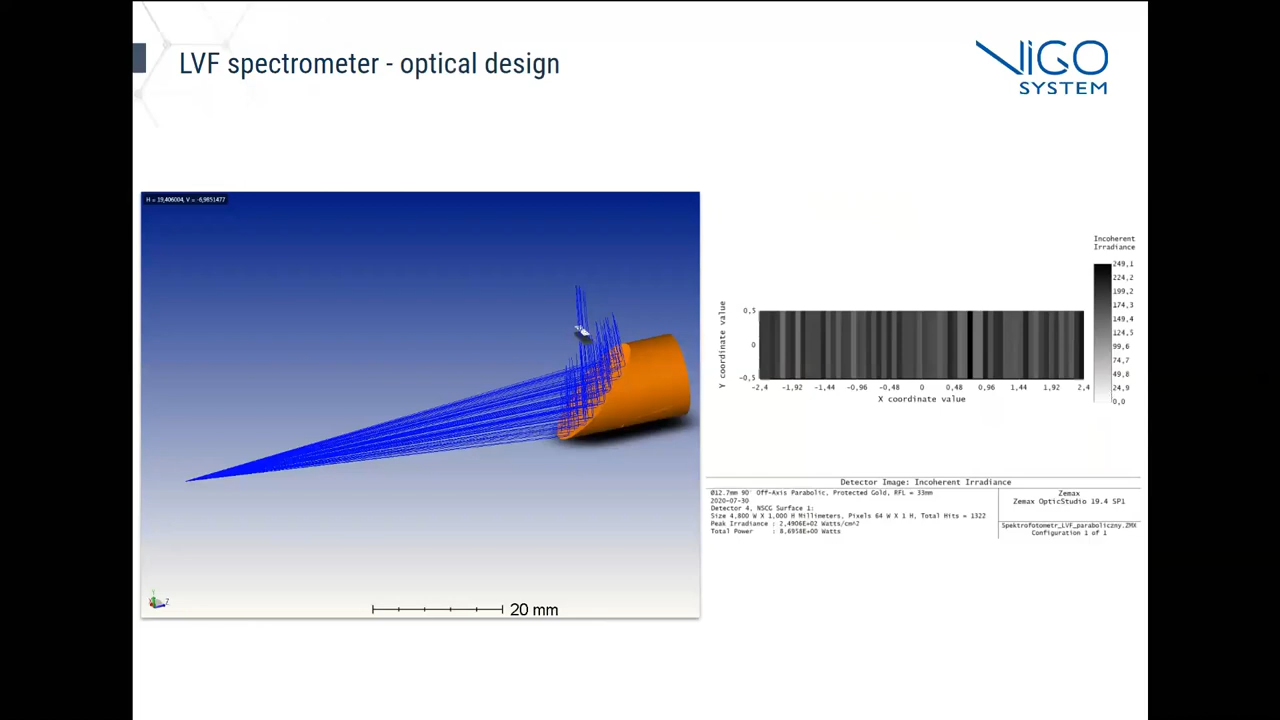 LVF spectrometer - optical design
VIGO
SYSTEM
H = 19,406004, V = -6,9851477
20 mm
Incoherent
Irradiance
249,1
224,2
199,2
174,3
149,4
124,5
99,6
74,7
49,8
24,9
0,0
Y coordinate value
0,5
0
-0,5
-2,4 -1,92 -1,44 -0,96 -0,48 0 0,48 0,96 1,44 1,92 2,4
X coordinate value
Detector Image: Incoherent Irradiance
Ø12.7mm 90° Off-Axis Parabolic, Protected Gold, RFL = 33mm
2020-07-30
Detector 4, NSCG Surface 1:
Size 4,800 W X 1,000 H Millimeters, Pixels 64 W X 1 H, Total Hits = 1322
Peak Irradiance : 2,4906E+02 Watts/cm^2
Total Power : 8,6958E+00 Watts
Zemax
Zemax OpticStudio 19.4 SP1
Spektrofotometr_LVF_paraboliczny.ZMX
Configuration 1 of 1